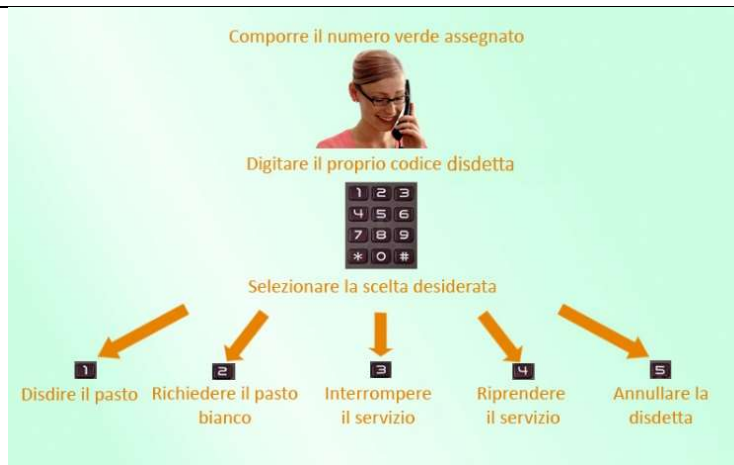 Comporre il numero verde assegnato
Digitare il proprio codice disdetta
1 2 3
4 5 6
7 8 9
* 0 #
Selezionare la scelta desiderata
1 2 3 4 5
Disdire il pasto Richiedere il pasto Interrompere Riprendere Annullare la
bianco il servizio il servizio disdetta